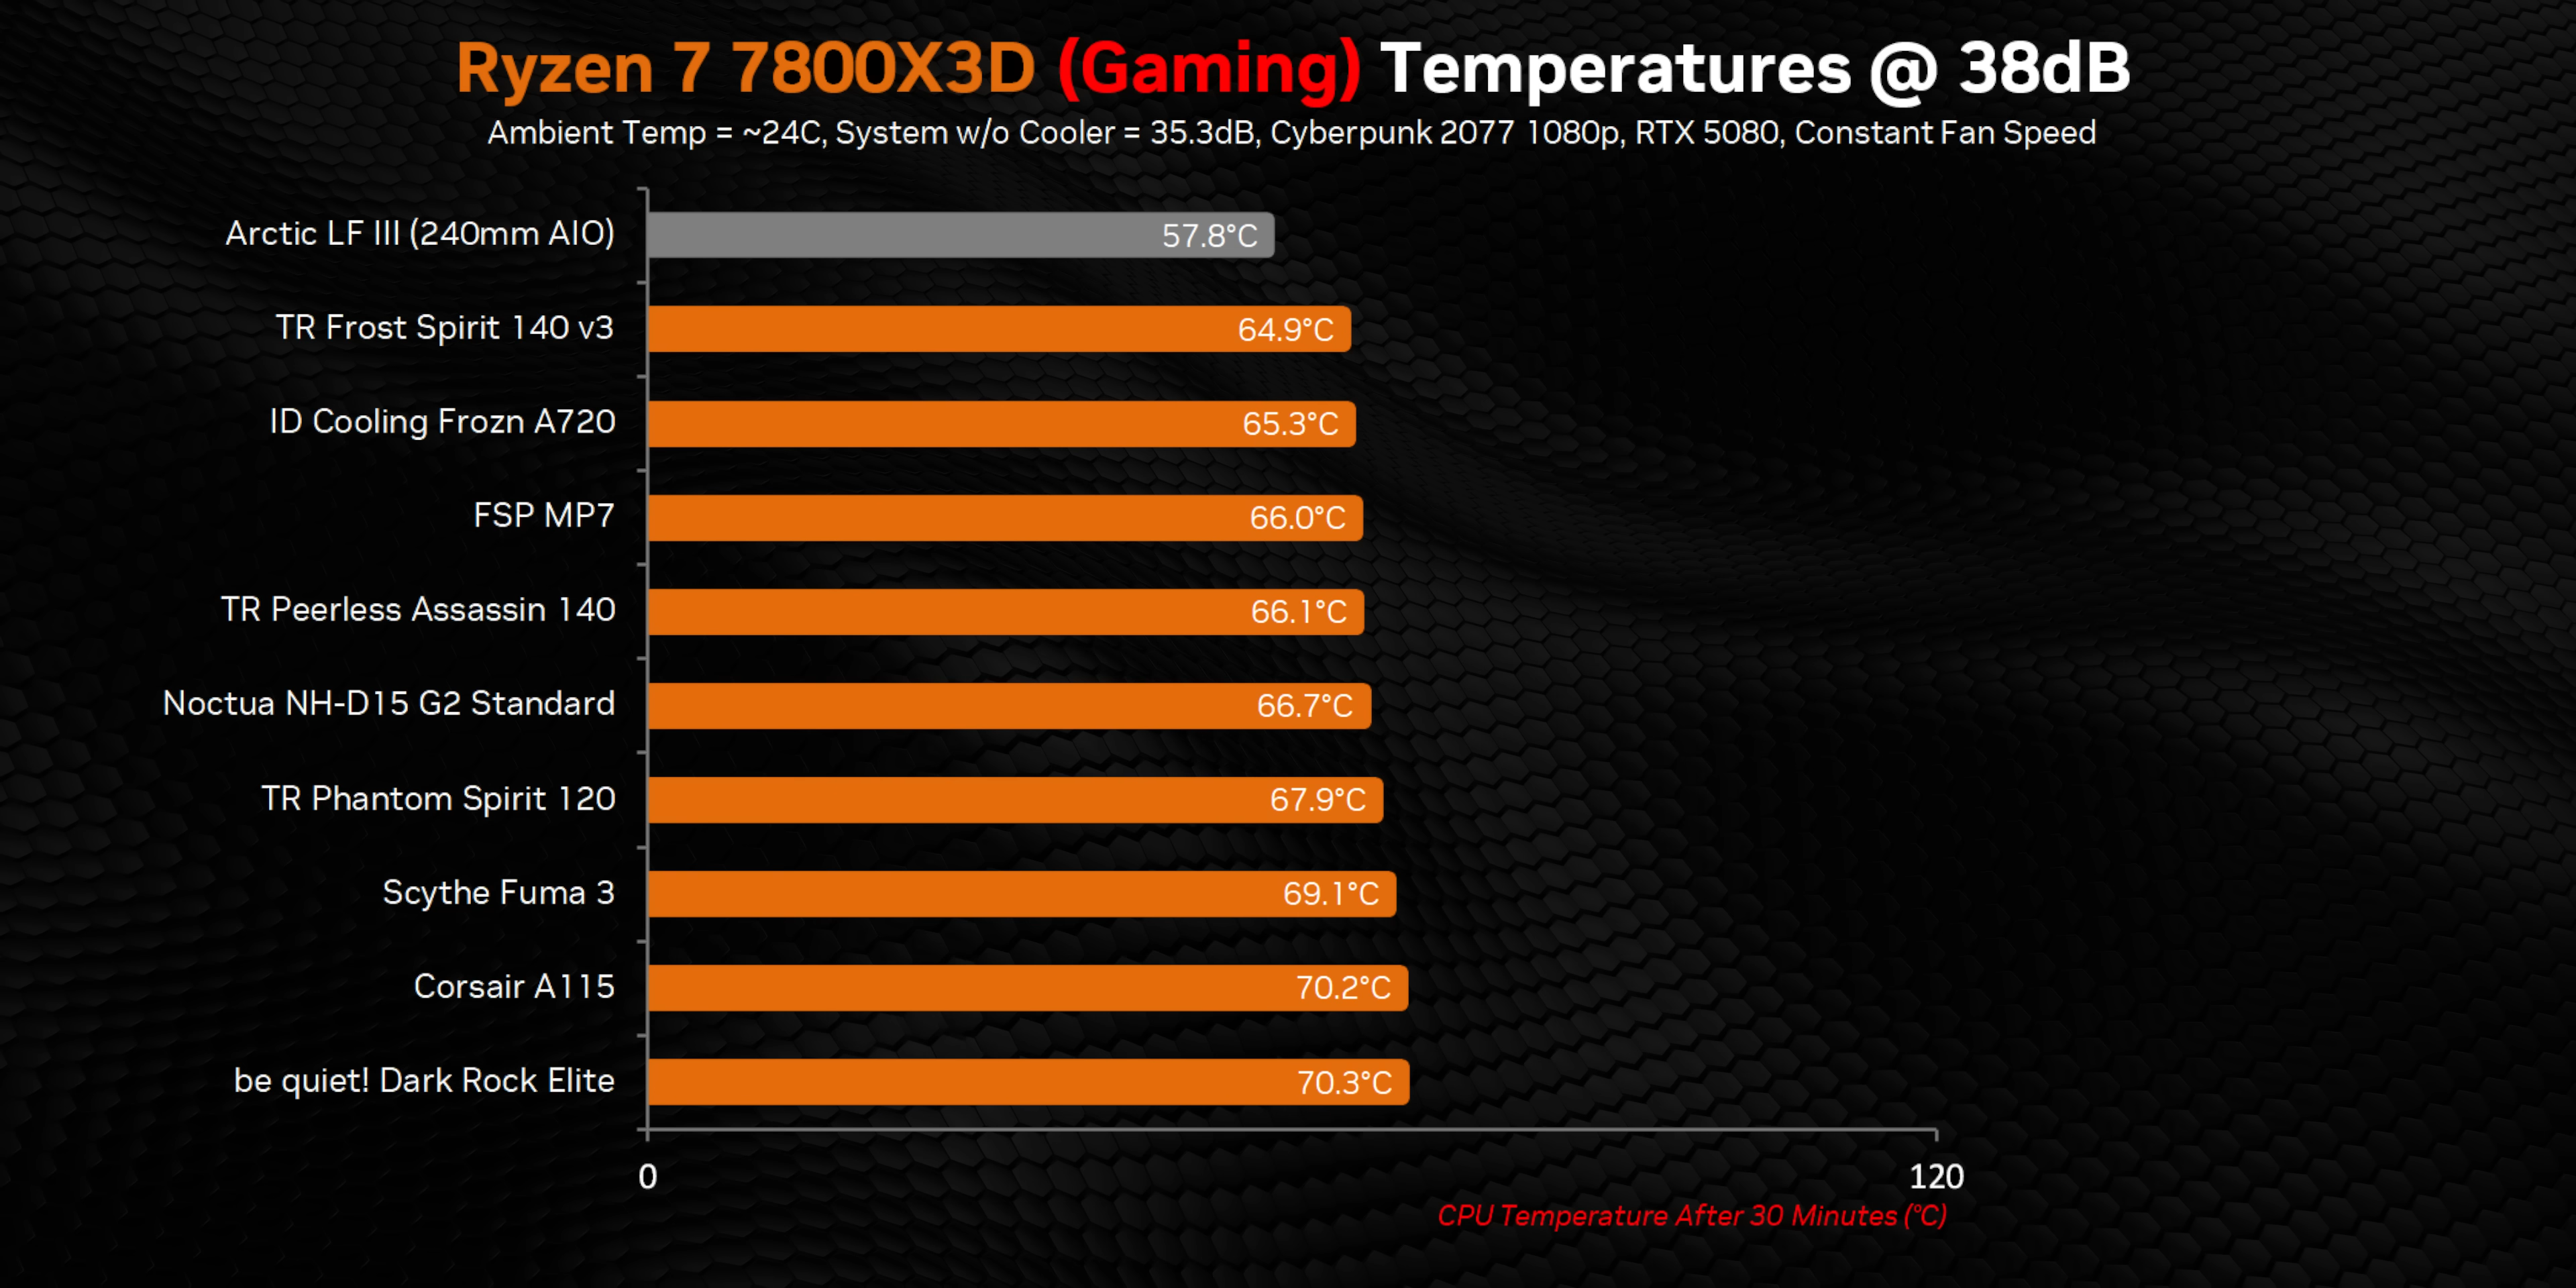 Ryzen 7 7800X3D (Gaming) Temperatures @ 38dB
Ambient Temp = ~24C, System w/o Cooler = 35.3dB, Cyberpunk 2077 1080p, RTX 5080, Constant Fan Speed
Arctic LF III (240mm AIO) 57.8°C
TR Frost Spirit 140 v3 64.9°C
ID Cooling Frozn A720 65.3°C
FSP MP7 66.0°C
TR Peerless Assassin 140 66.1°C
Noctua NH-D15 G2 Standard 66.7°C
TR Phantom Spirit 120 67.9°C
Scythe Fuma 3 69.1°C
Corsair A115 70.2°C
be quiet! Dark Rock Elite 70.3°C
0 120
CPU Temperature After 30 Minutes (°C)